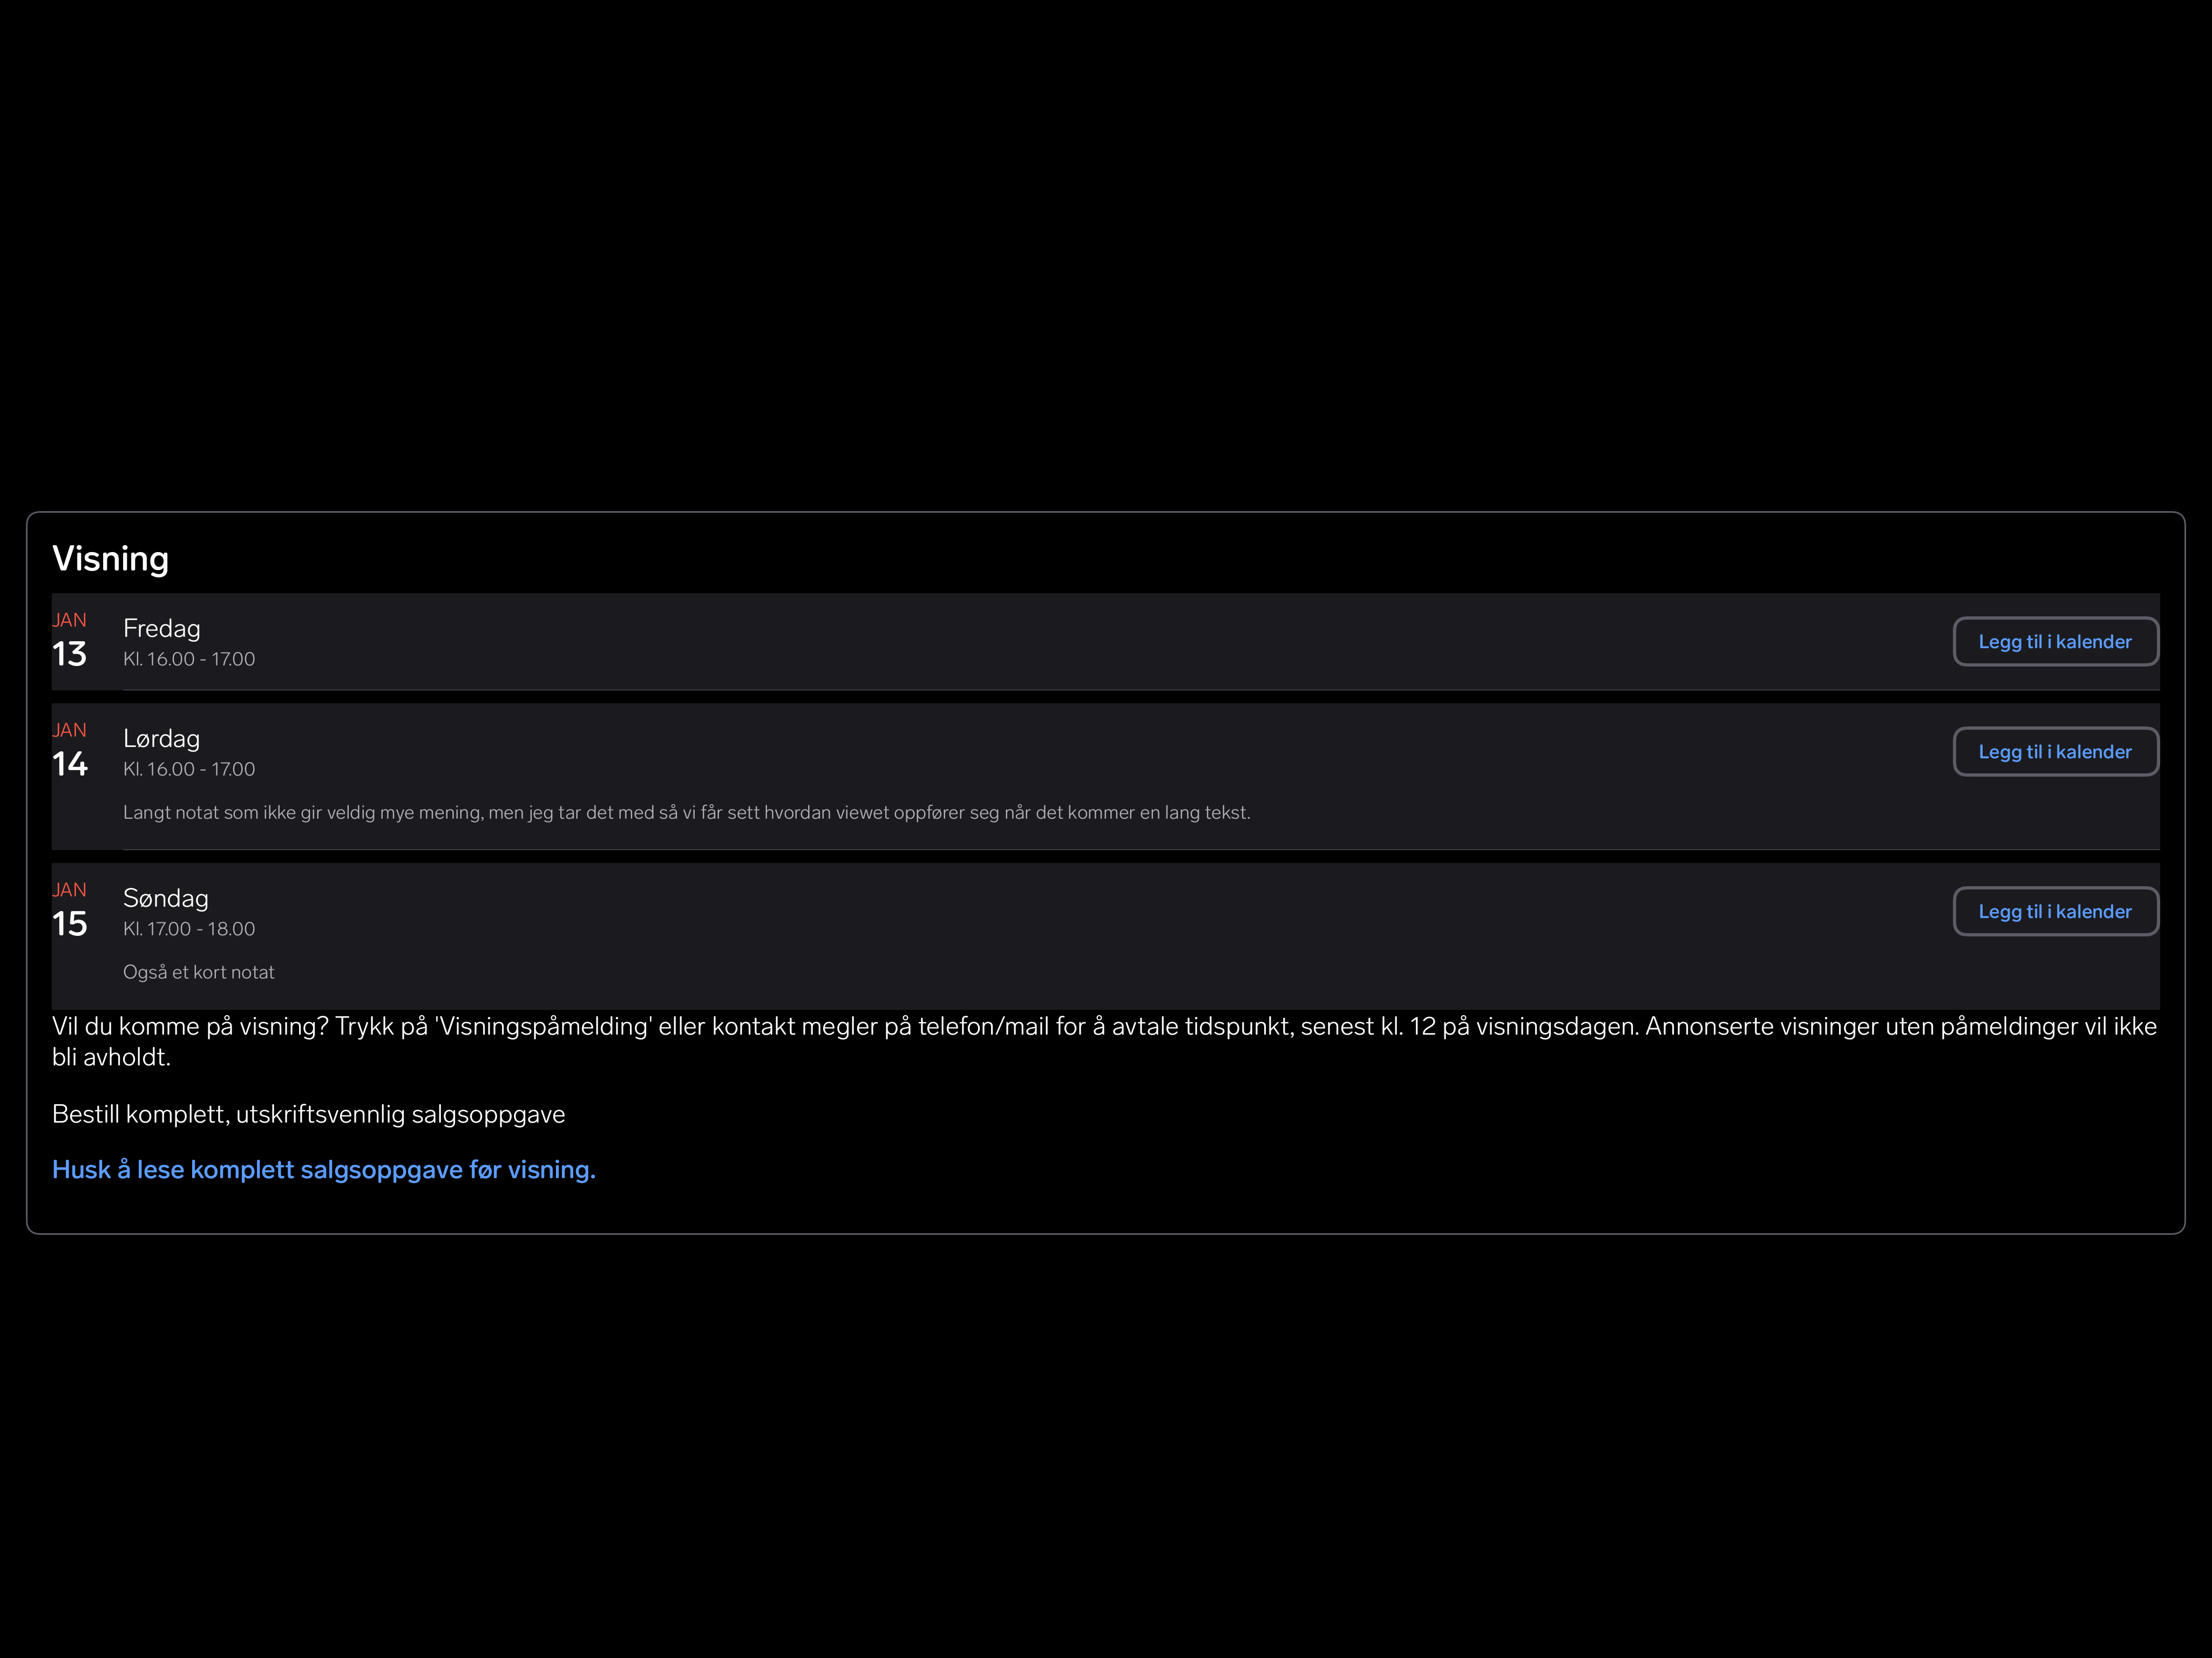 Visning
JAN
13
Fredag
Kl. 16.00 - 17.00
Legg til i kalender
JAN
14
Lørdag
Kl. 16.00 - 17.00
Legg til i kalender
Langt notat som ikke gir veldig mye mening, men jeg tar det med så vi får sett hvordan viewet oppfører seg når det kommer en lang tekst.
JAN
15
Søndag
Kl. 17.00 - 18.00
Legg til i kalender
Også et kort notat
Vil du komme på visning? Trykk på 'Visningspåmelding' eller kontakt megler på telefon/mail for å avtale tidspunkt, senest kl. 12 på visningsdagen. Annonserte visninger uten påmeldinger vil ikke
bli avholdt.
Bestill komplett, utskriftsvennlig salgsoppgave
Husk å lese komplett salgsoppgave før visning.